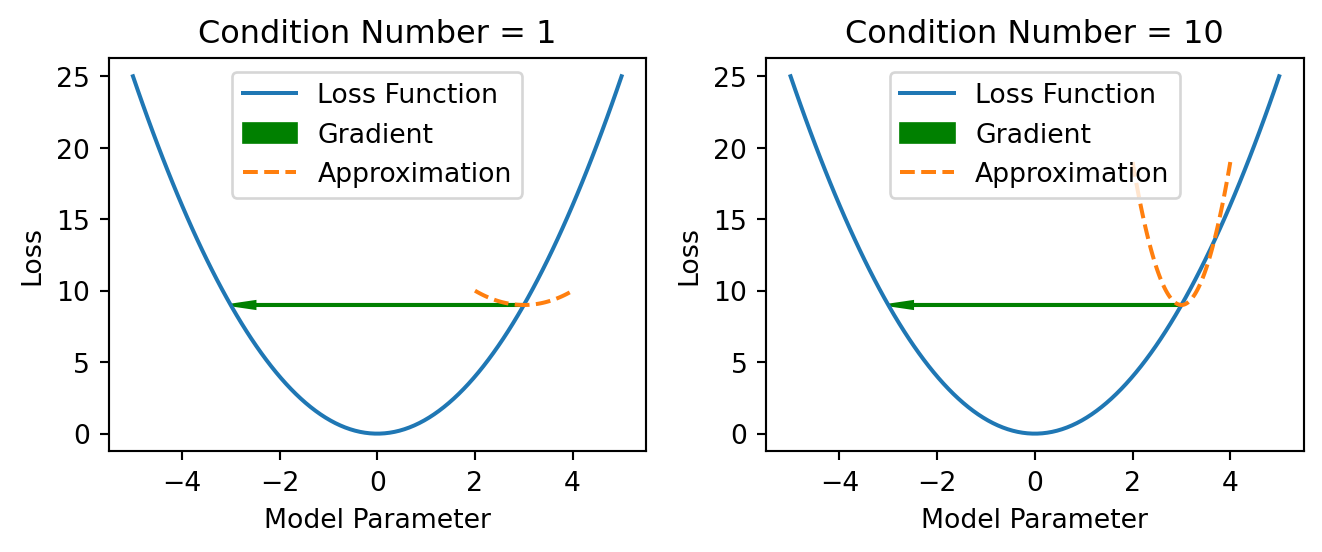 Condition Number = 1
25
20
15
10
5
0
Loss
Loss Function
Gradient
Approximation
−4
−2
0
2
4
Model Parameter
Condition Number = 10
25
20
15
10
5
0
Loss
Loss Function
Gradient
Approximation
−4
−2
0
2
4
Model Parameter